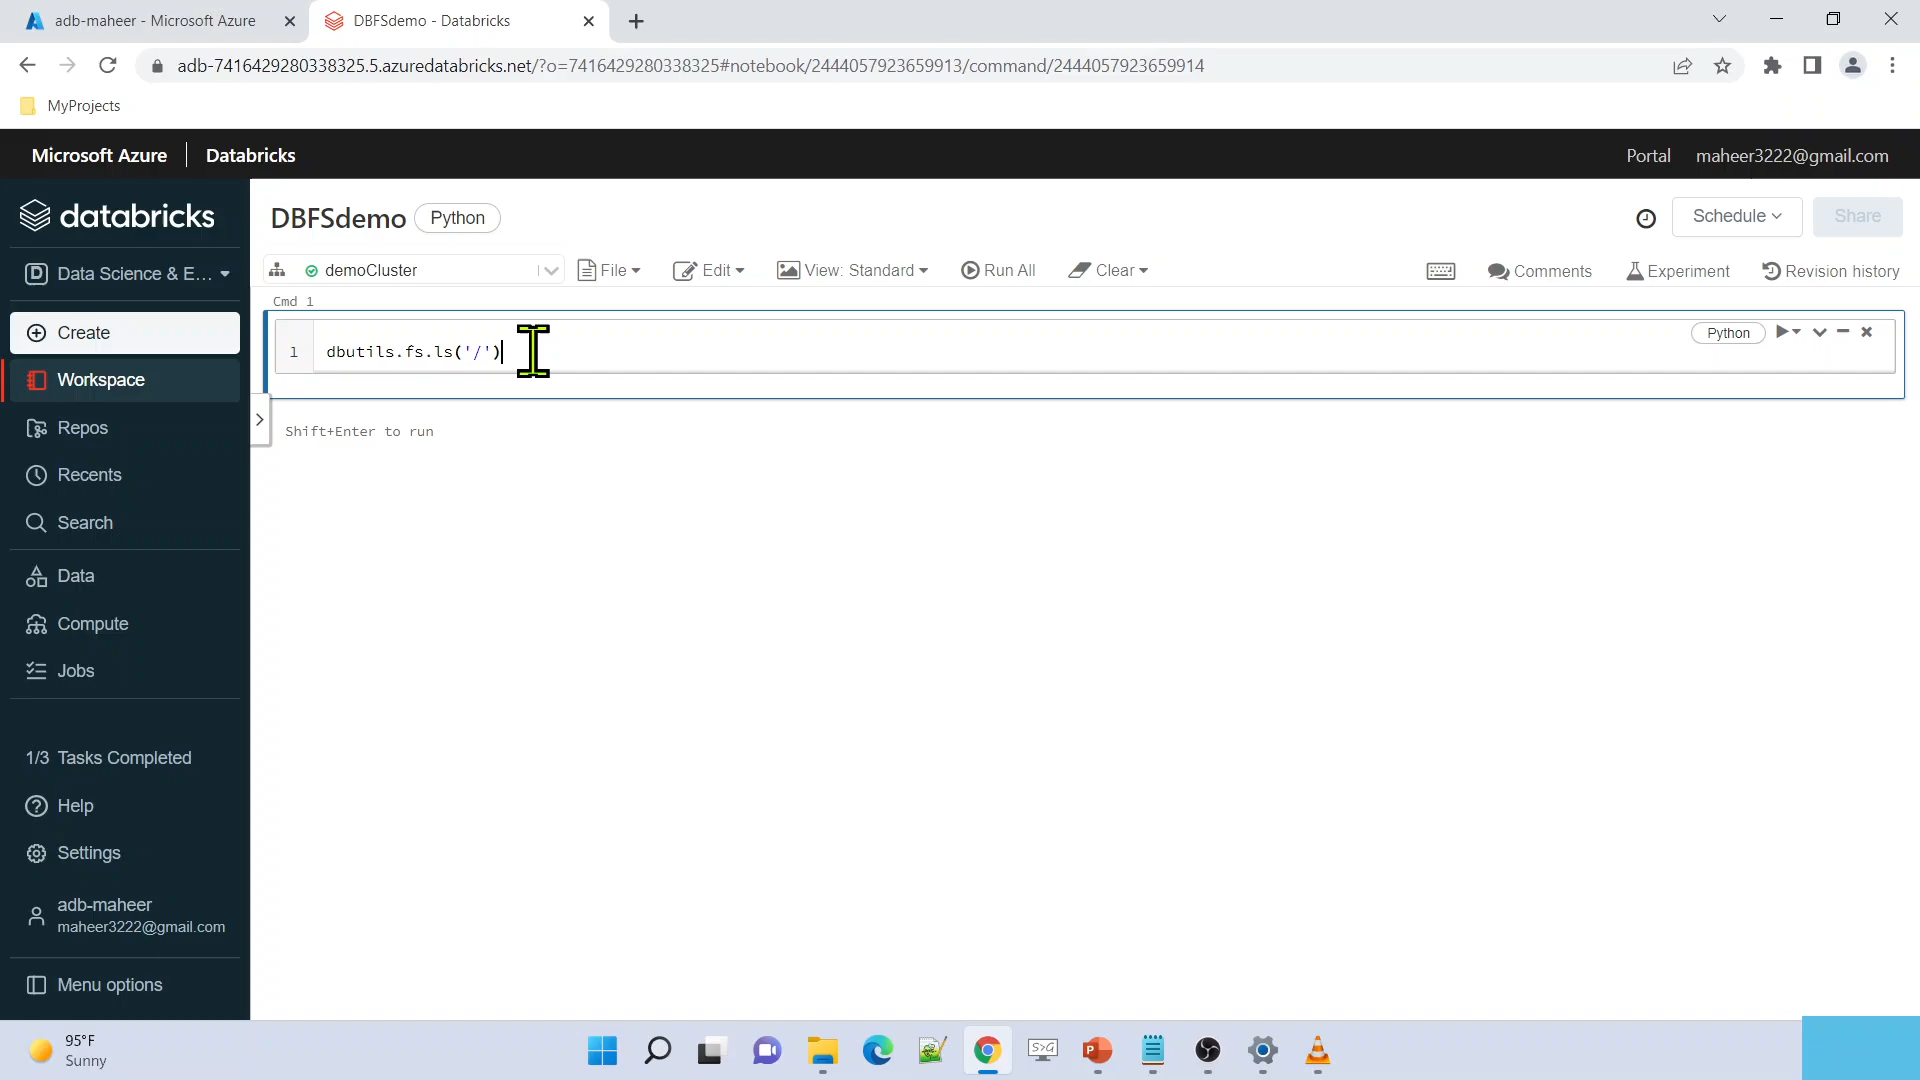 adb-maheer - Microsoft Azure
DBFSdemo - Databricks
adb-7416429280338325.5.azuredatabricks.net/?o=7416429280338325#notebook/2444057923659913/command/2444057923659914
MyProjects
Microsoft Azure
Databricks
Portal
maheer3222@gmail.com
databricks
DBFSdemo
Python
Schedule
Share
D Data Science & E...
demoCluster
File
Edit
View: Standard
Run All
Clear
Comments
Experiment
Revision history
Cmd 1
Create
1
dbutils.fs.ls('/')
Python
Workspace
Repos
Shift+Enter to run
Recents
Search
Data
Compute
Jobs
1/3 Tasks Completed
Help
Settings
adb-maheer
maheer3222@gmail.com
Menu options
95°F
Sunny
S>G
P